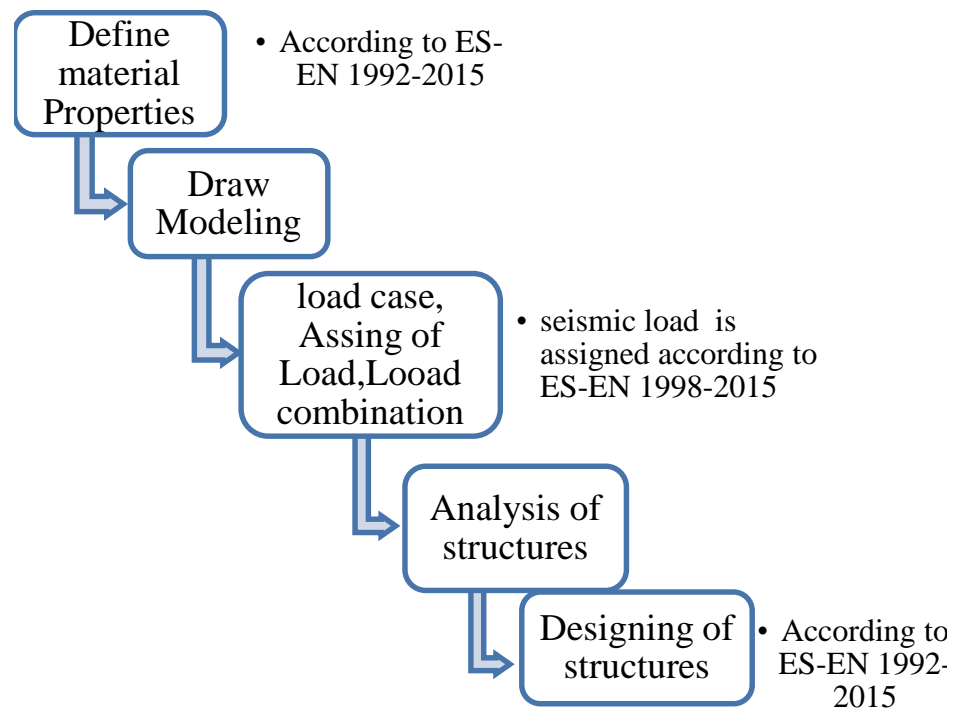 Define
material
Properties
• According to ES-
EN 1992-2015
Draw
Modeling
load case,
Assing of
Load,Looad
combination
• seismic load is
assigned according to
ES-EN 1998-2015
Analysis of
structures
Designing of
structures
• According to
ES-EN 1992-
2015